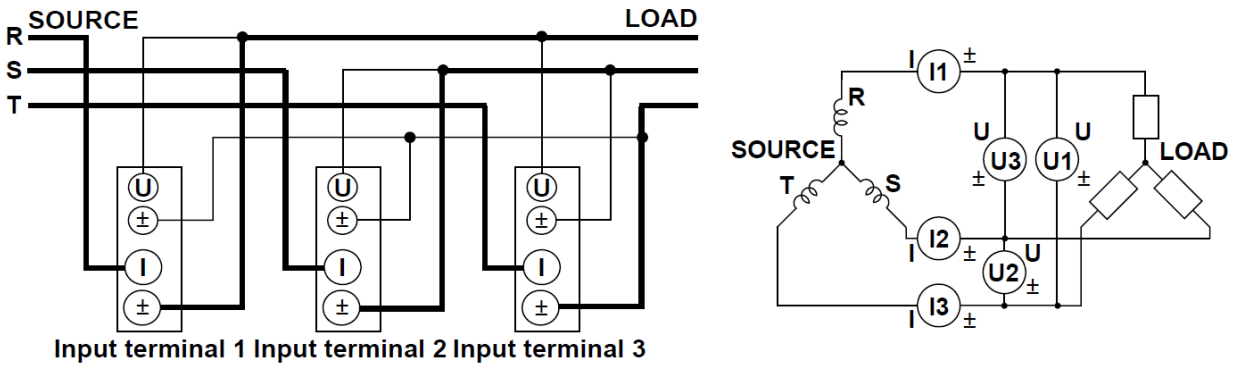 SOURCE LOAD
R
S
T
U U U
± ± ±
I I I
± ± ±
Input terminal 1 Input terminal 2 Input terminal 3
I I1 ±
R
SOURCE
T S
U U3 ±
U U1 ±
LOAD
I I2 ±
U U2 ±
I I3 ±